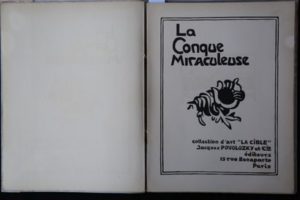 La
Conque
Miraculeuse
collection d'art "LA CIBLE"
Jacques POVOLOZKY et Cie
éditeurs
13 rue Bonaparte
Paris